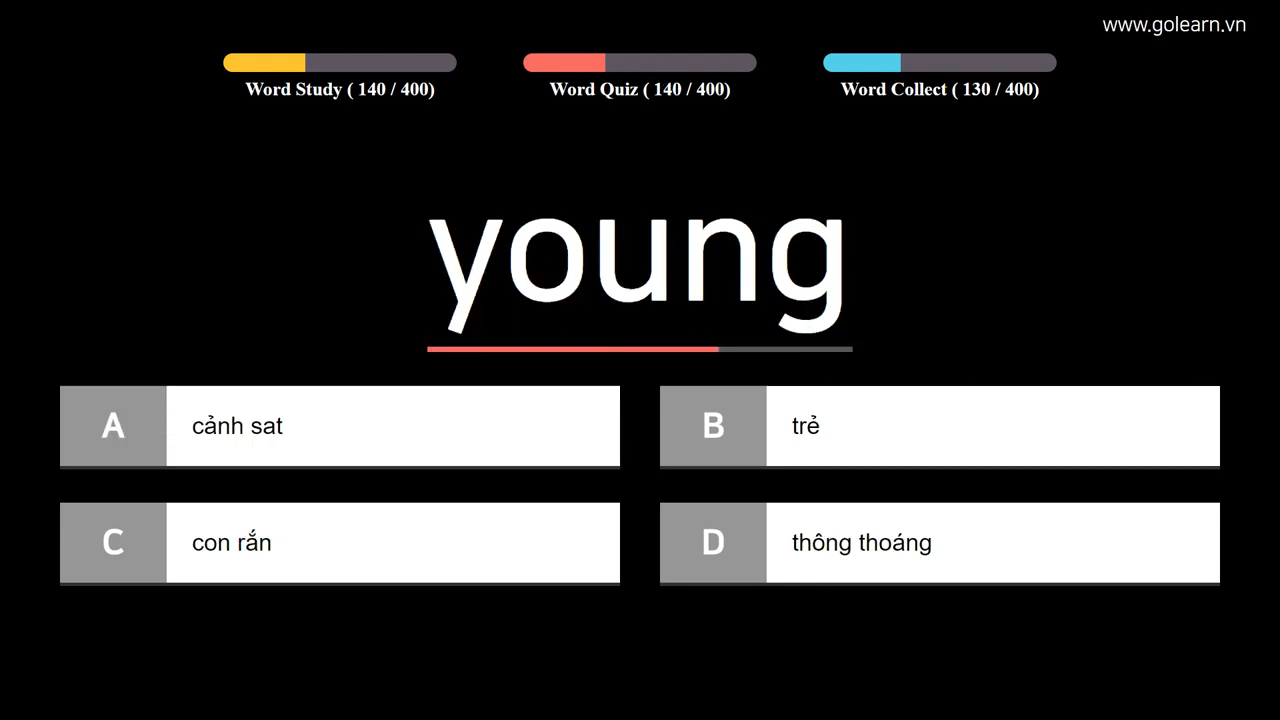 www.golearn.vn
Word Study ( 140 / 400)
Word Quiz ( 140 / 400)
Word Collect ( 130 / 400)
young
A cảnh sat
B trẻ
C con rắn
D thông thoáng